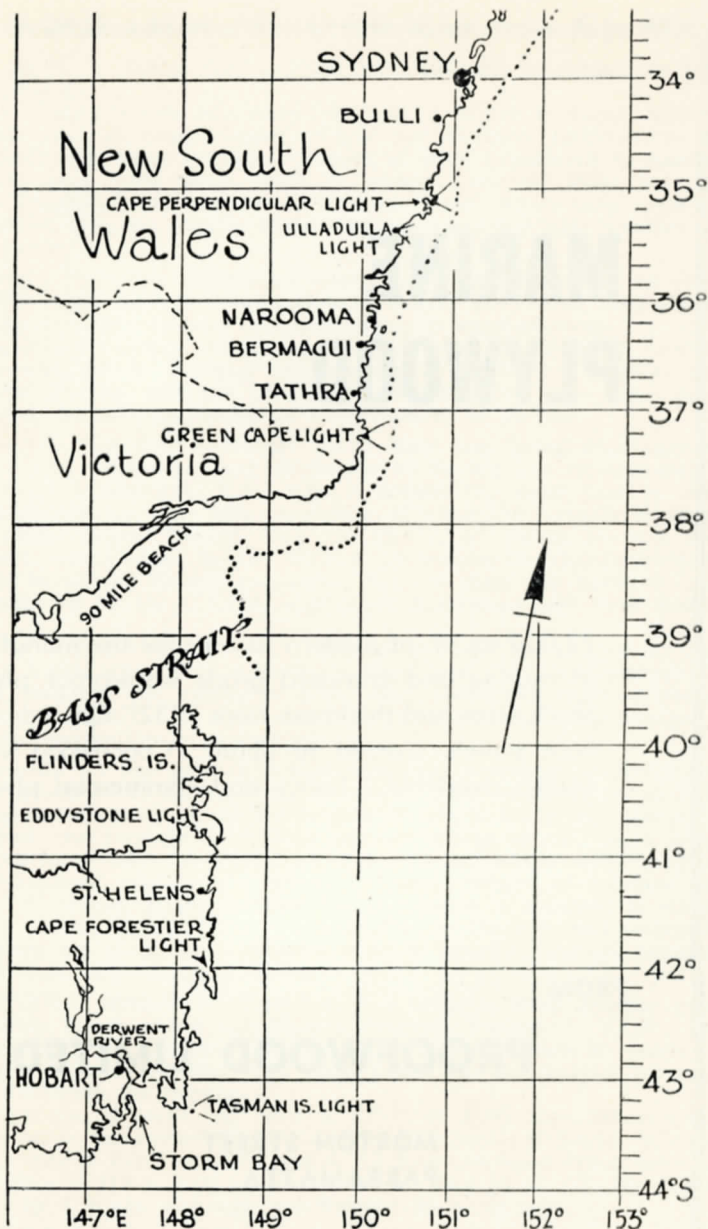 SYDNEY
34°
BULLI
New South
35°
CAPE PERPENDICULAR LIGHT
Wales
ULLADULLA
LIGHT
36°
NAROOMA
BERMAGUI
TATHRA
37°
GREEN CAPE LIGHT
Victoria
38°
90 MILE BEACH
39°
BASS STRAIT
40°
FLINDERS. IS.
EDDYSTONE LIGHT
41°
ST. HELENS
CAPE FORESTIER
LIGHT
42°
DERWENT
RIVER
HOBART
43°
TASMAN IS. LIGHT
STORM BAY
44°S
147°E 148° 149° 150° 151° 152° 153°